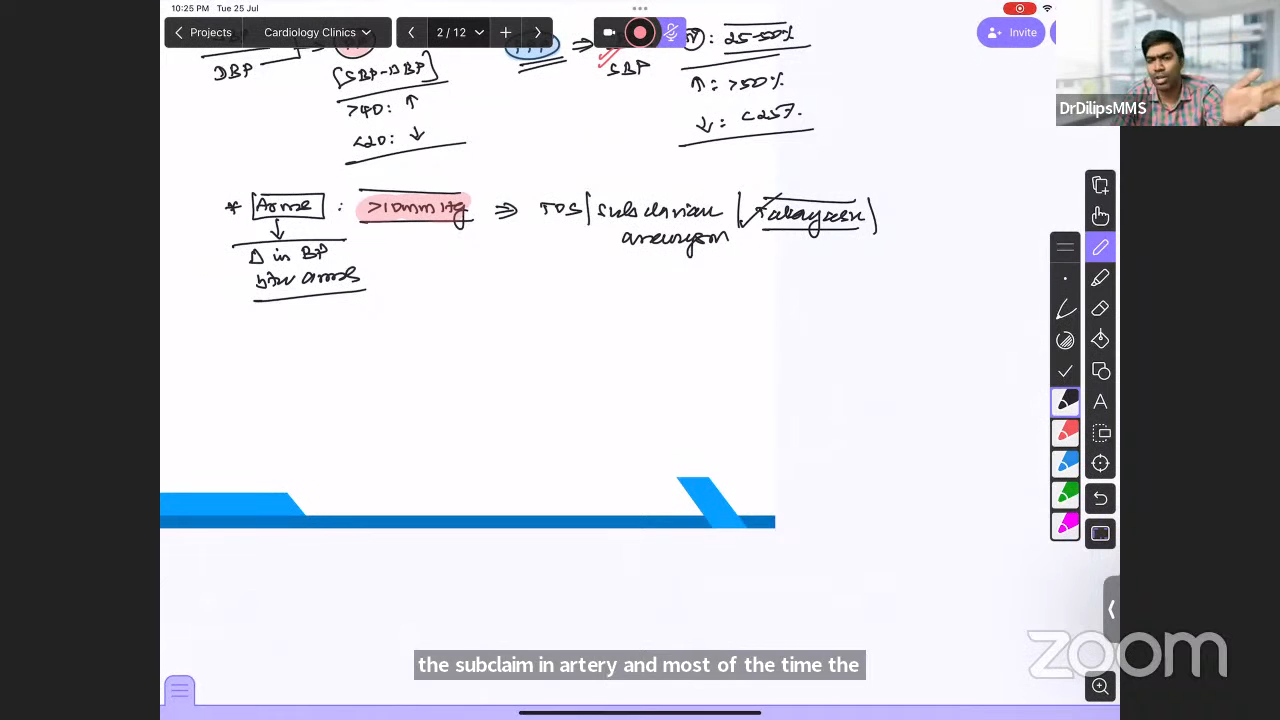 10:25 PM Tue 25 Jul
Projects
Cardiology Clinics
2 / 12
Invite
DrDilipsMMS
DBP
[SBP-DBP]
>40: ↑
<20: ↓
⇒ SBP
: 25-50%
↑: >50%
↓: <25%.
* Arms : >10mmHg ⇒ TOS | subclavian | Takayasu)
aneurysm
Δ in BP
b/w arms
A
the subclaim in artery and most of the time the
zoom